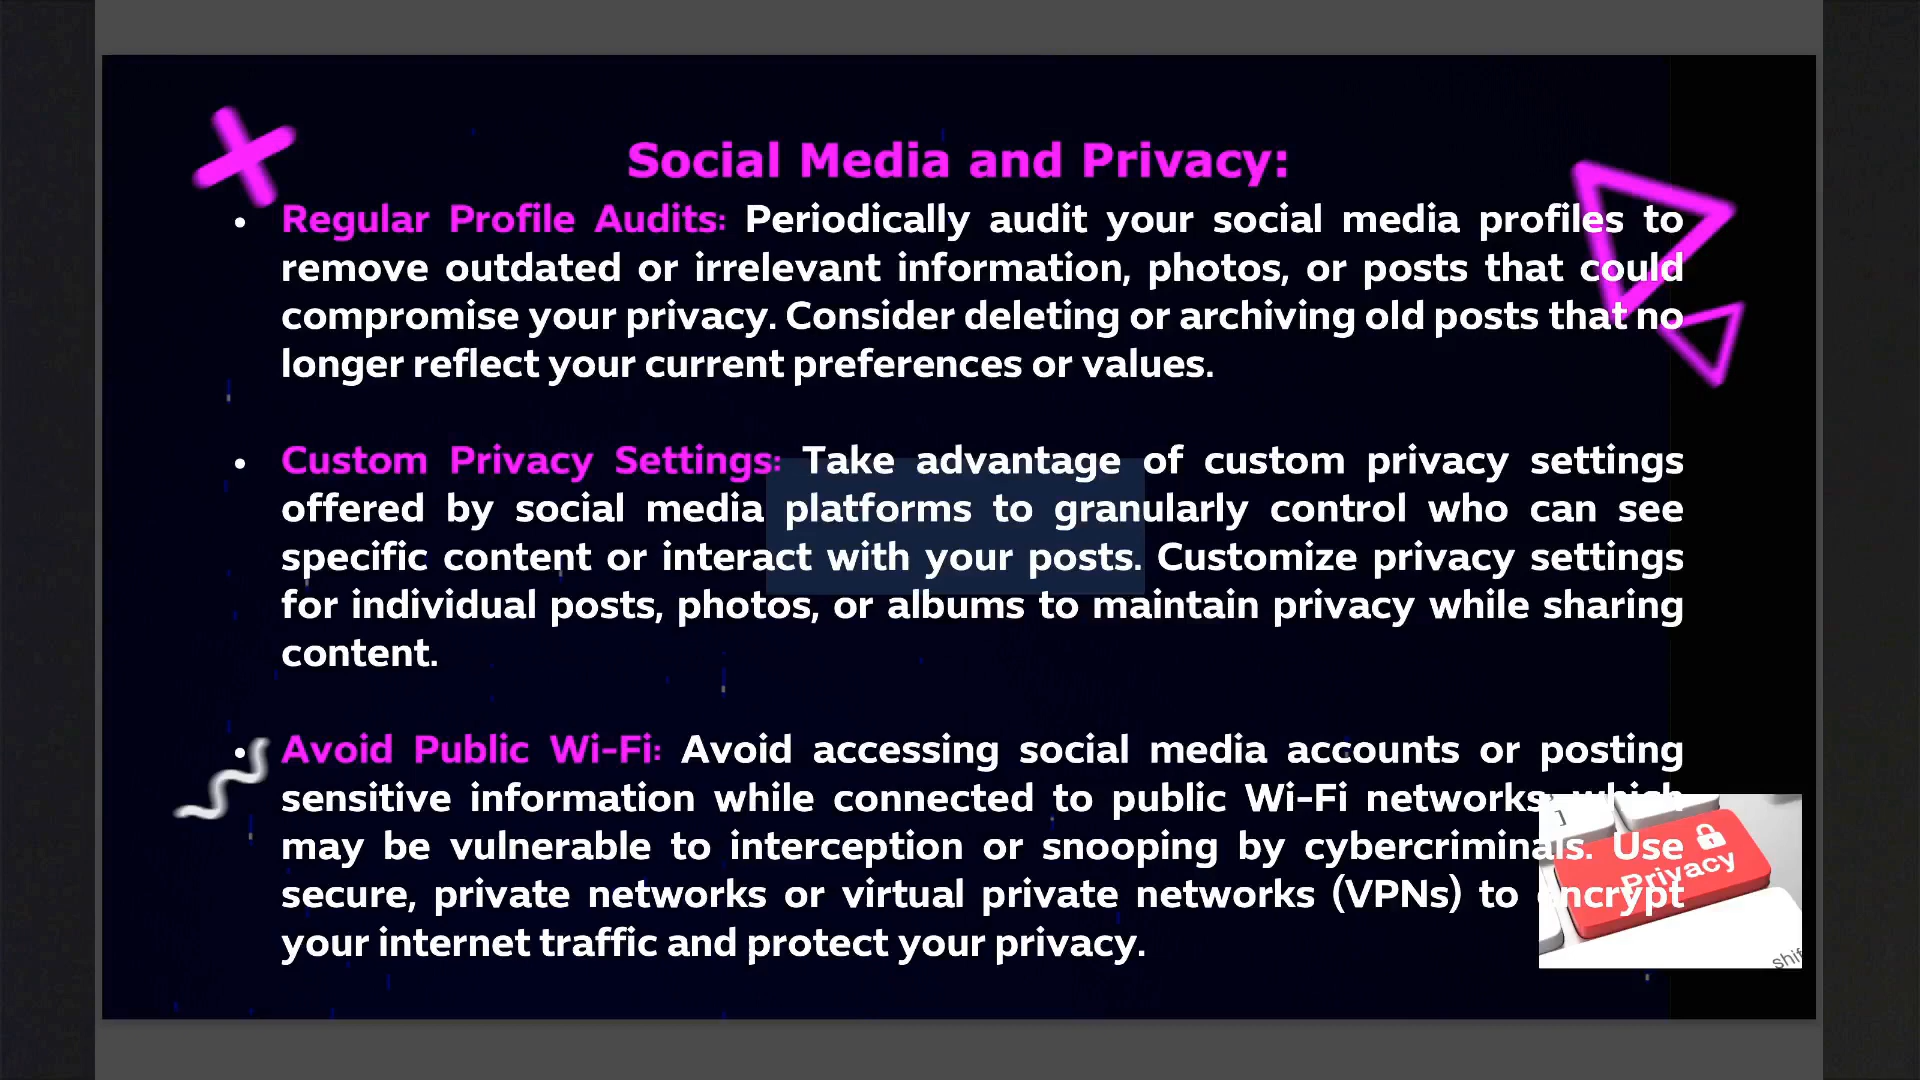 Social Media and Privacy:
• Regular Profile Audits: Periodically audit your social media profiles to
remove outdated or irrelevant information, photos, or posts that could
compromise your privacy. Consider deleting or archiving old posts that no
longer reflect your current preferences or values.
• Custom Privacy Settings: Take advantage of custom privacy settings
offered by social media platforms to granularly control who can see
specific content or interact with your posts. Customize privacy settings
for individual posts, photos, or albums to maintain privacy while sharing
content.
• Avoid Public Wi-Fi: Avoid accessing social media accounts or posting
sensitive information while connected to public Wi-Fi networks, which
may be vulnerable to interception or snooping by cybercriminals. Use
secure, private networks or virtual private networks (VPNs) to encrypt
your internet traffic and protect your privacy.
]
Privacy
shif